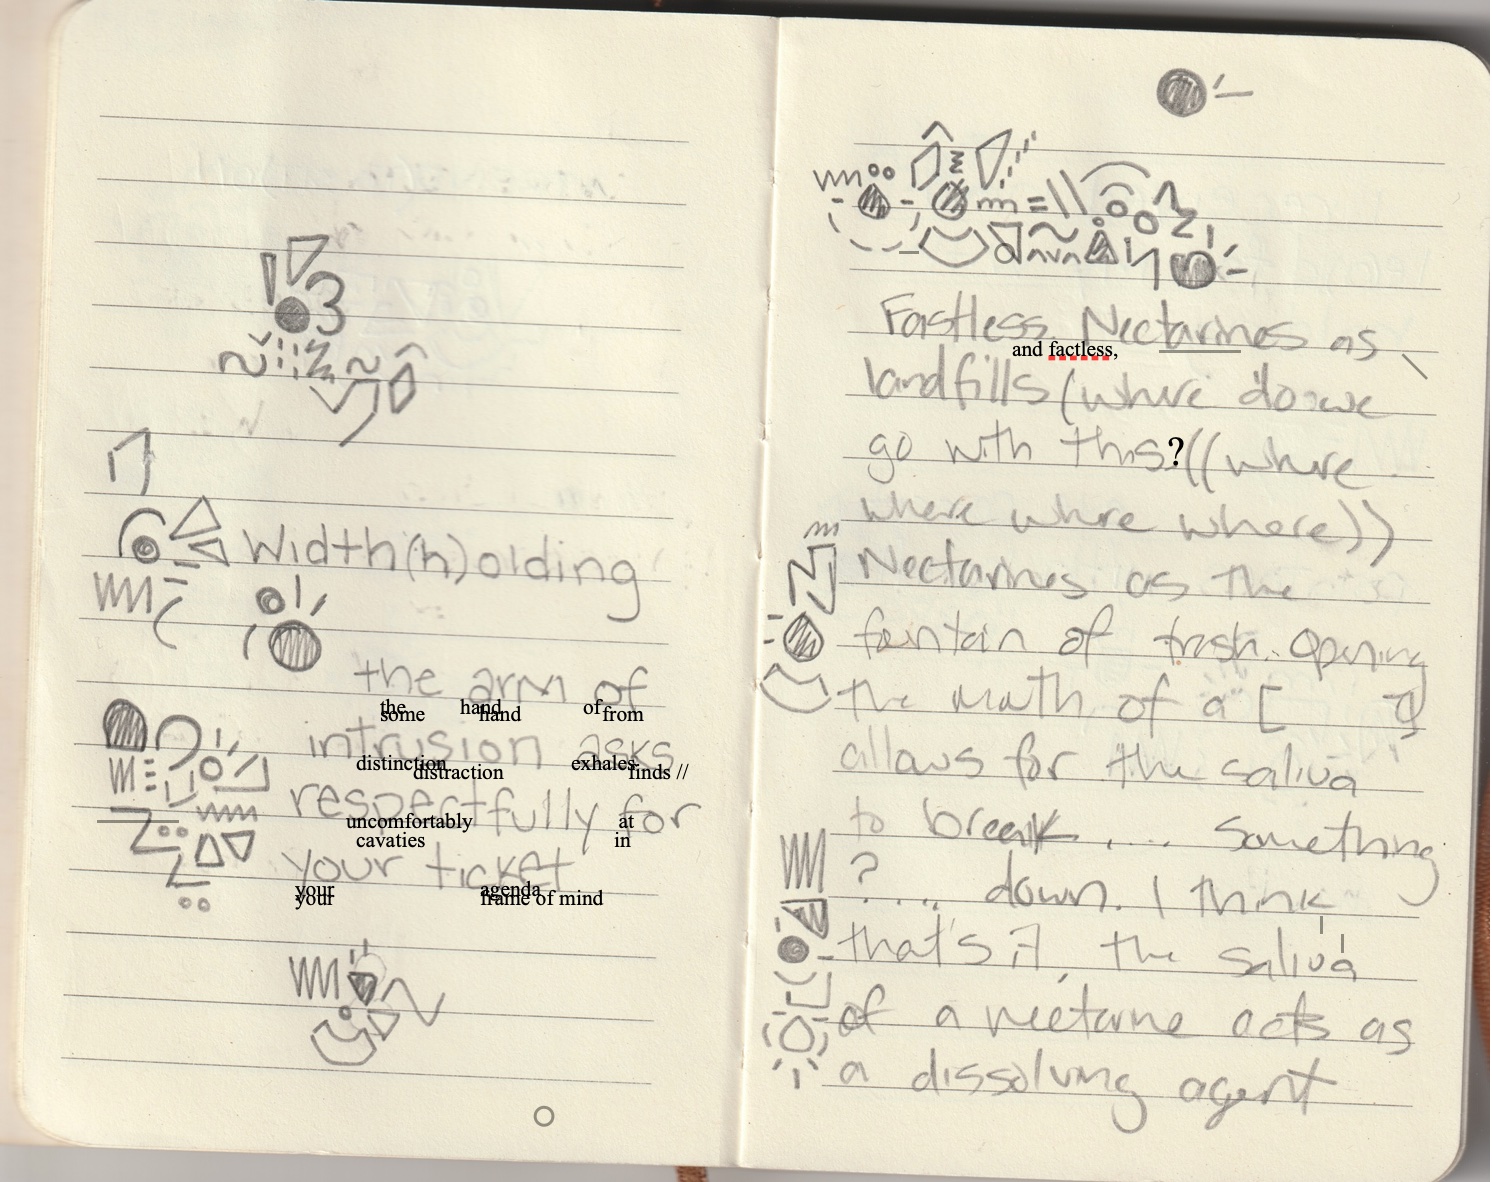 Width(h)olding
the arm of
the hand of
some hand from
intrusion asks
distinction exhales
distraction finds //
respectfully for
uncomfortably at
cavaties in
your ticket
your agenda
your frame of mind
Fastless. Nectarines as
and factless,
landfills (where do we
go with this?((where
where where where))
Nectarines as the
fountain of trash. Opening
the math of a [
allows for the saliva
to break .... something
? .... down. I think
that's it, the saliva
of a nectarine acts as
a dissolving agent